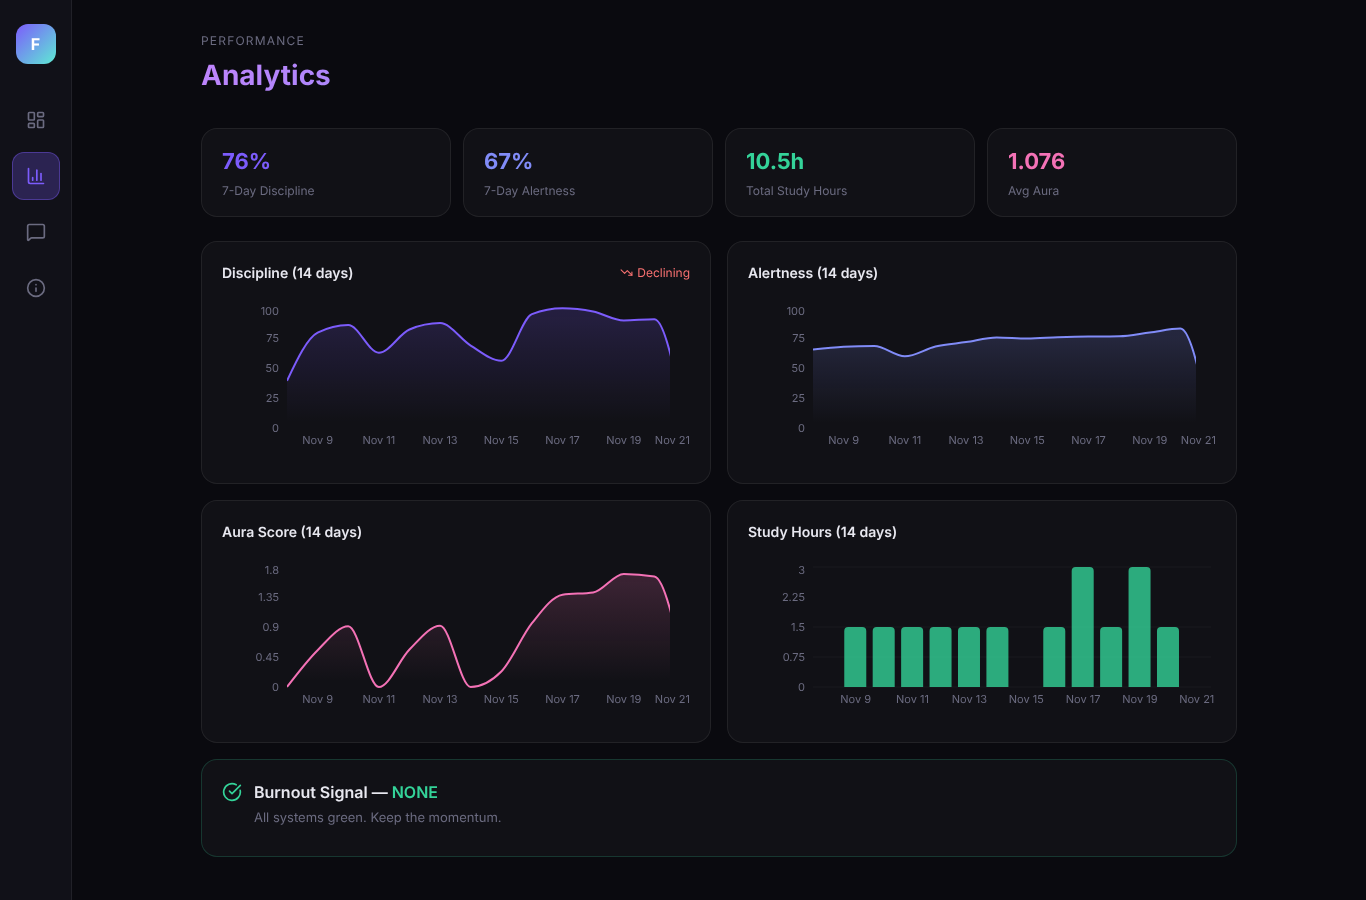 F
PERFORMANCE
Analytics
76%
7-Day Discipline
67%
7-Day Alertness
10.5h
Total Study Hours
1.076
Avg Aura
Discipline (14 days)
Declining
100
75
50
25
0
Nov 9 Nov 11 Nov 13 Nov 15 Nov 17 Nov 19 Nov 21
Alertness (14 days)
100
75
50
25
0
Nov 9 Nov 11 Nov 13 Nov 15 Nov 17 Nov 19 Nov 21
Aura Score (14 days)
1.8
1.35
0.9
0.45
0
Nov 9 Nov 11 Nov 13 Nov 15 Nov 17 Nov 19 Nov 21
Study Hours (14 days)
3
2.25
1.5
0.75
0
Nov 9 Nov 11 Nov 13 Nov 15 Nov 17 Nov 19 Nov 21
Burnout Signal — NONE
All systems green. Keep the momentum.